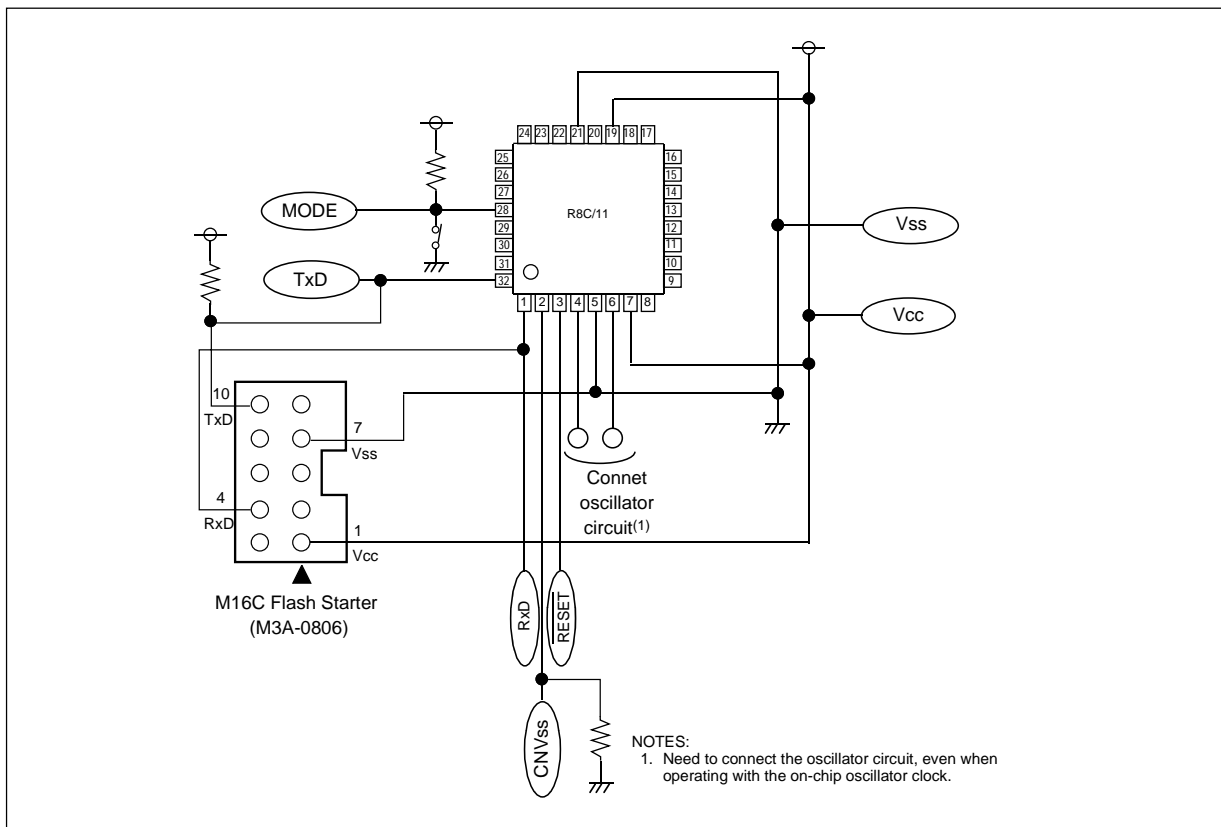 24 23 22 21 20 19 18 17
25
26
27
28
29
30
31
32
16
15
14
13
12
11
10
9
R8C/11
1 2 3 4 5 6 7 8
MODE
TxD
Vss
Vcc
10
TxD
7
Vss
4
RxD
1
Vcc
M16C Flash Starter
(M3A-0806)
Connet
oscillator
circuit(1)
RxD
RESET
CNVss
NOTES:
1. Need to connect the oscillator circuit, even when
operating with the on-chip oscillator clock.